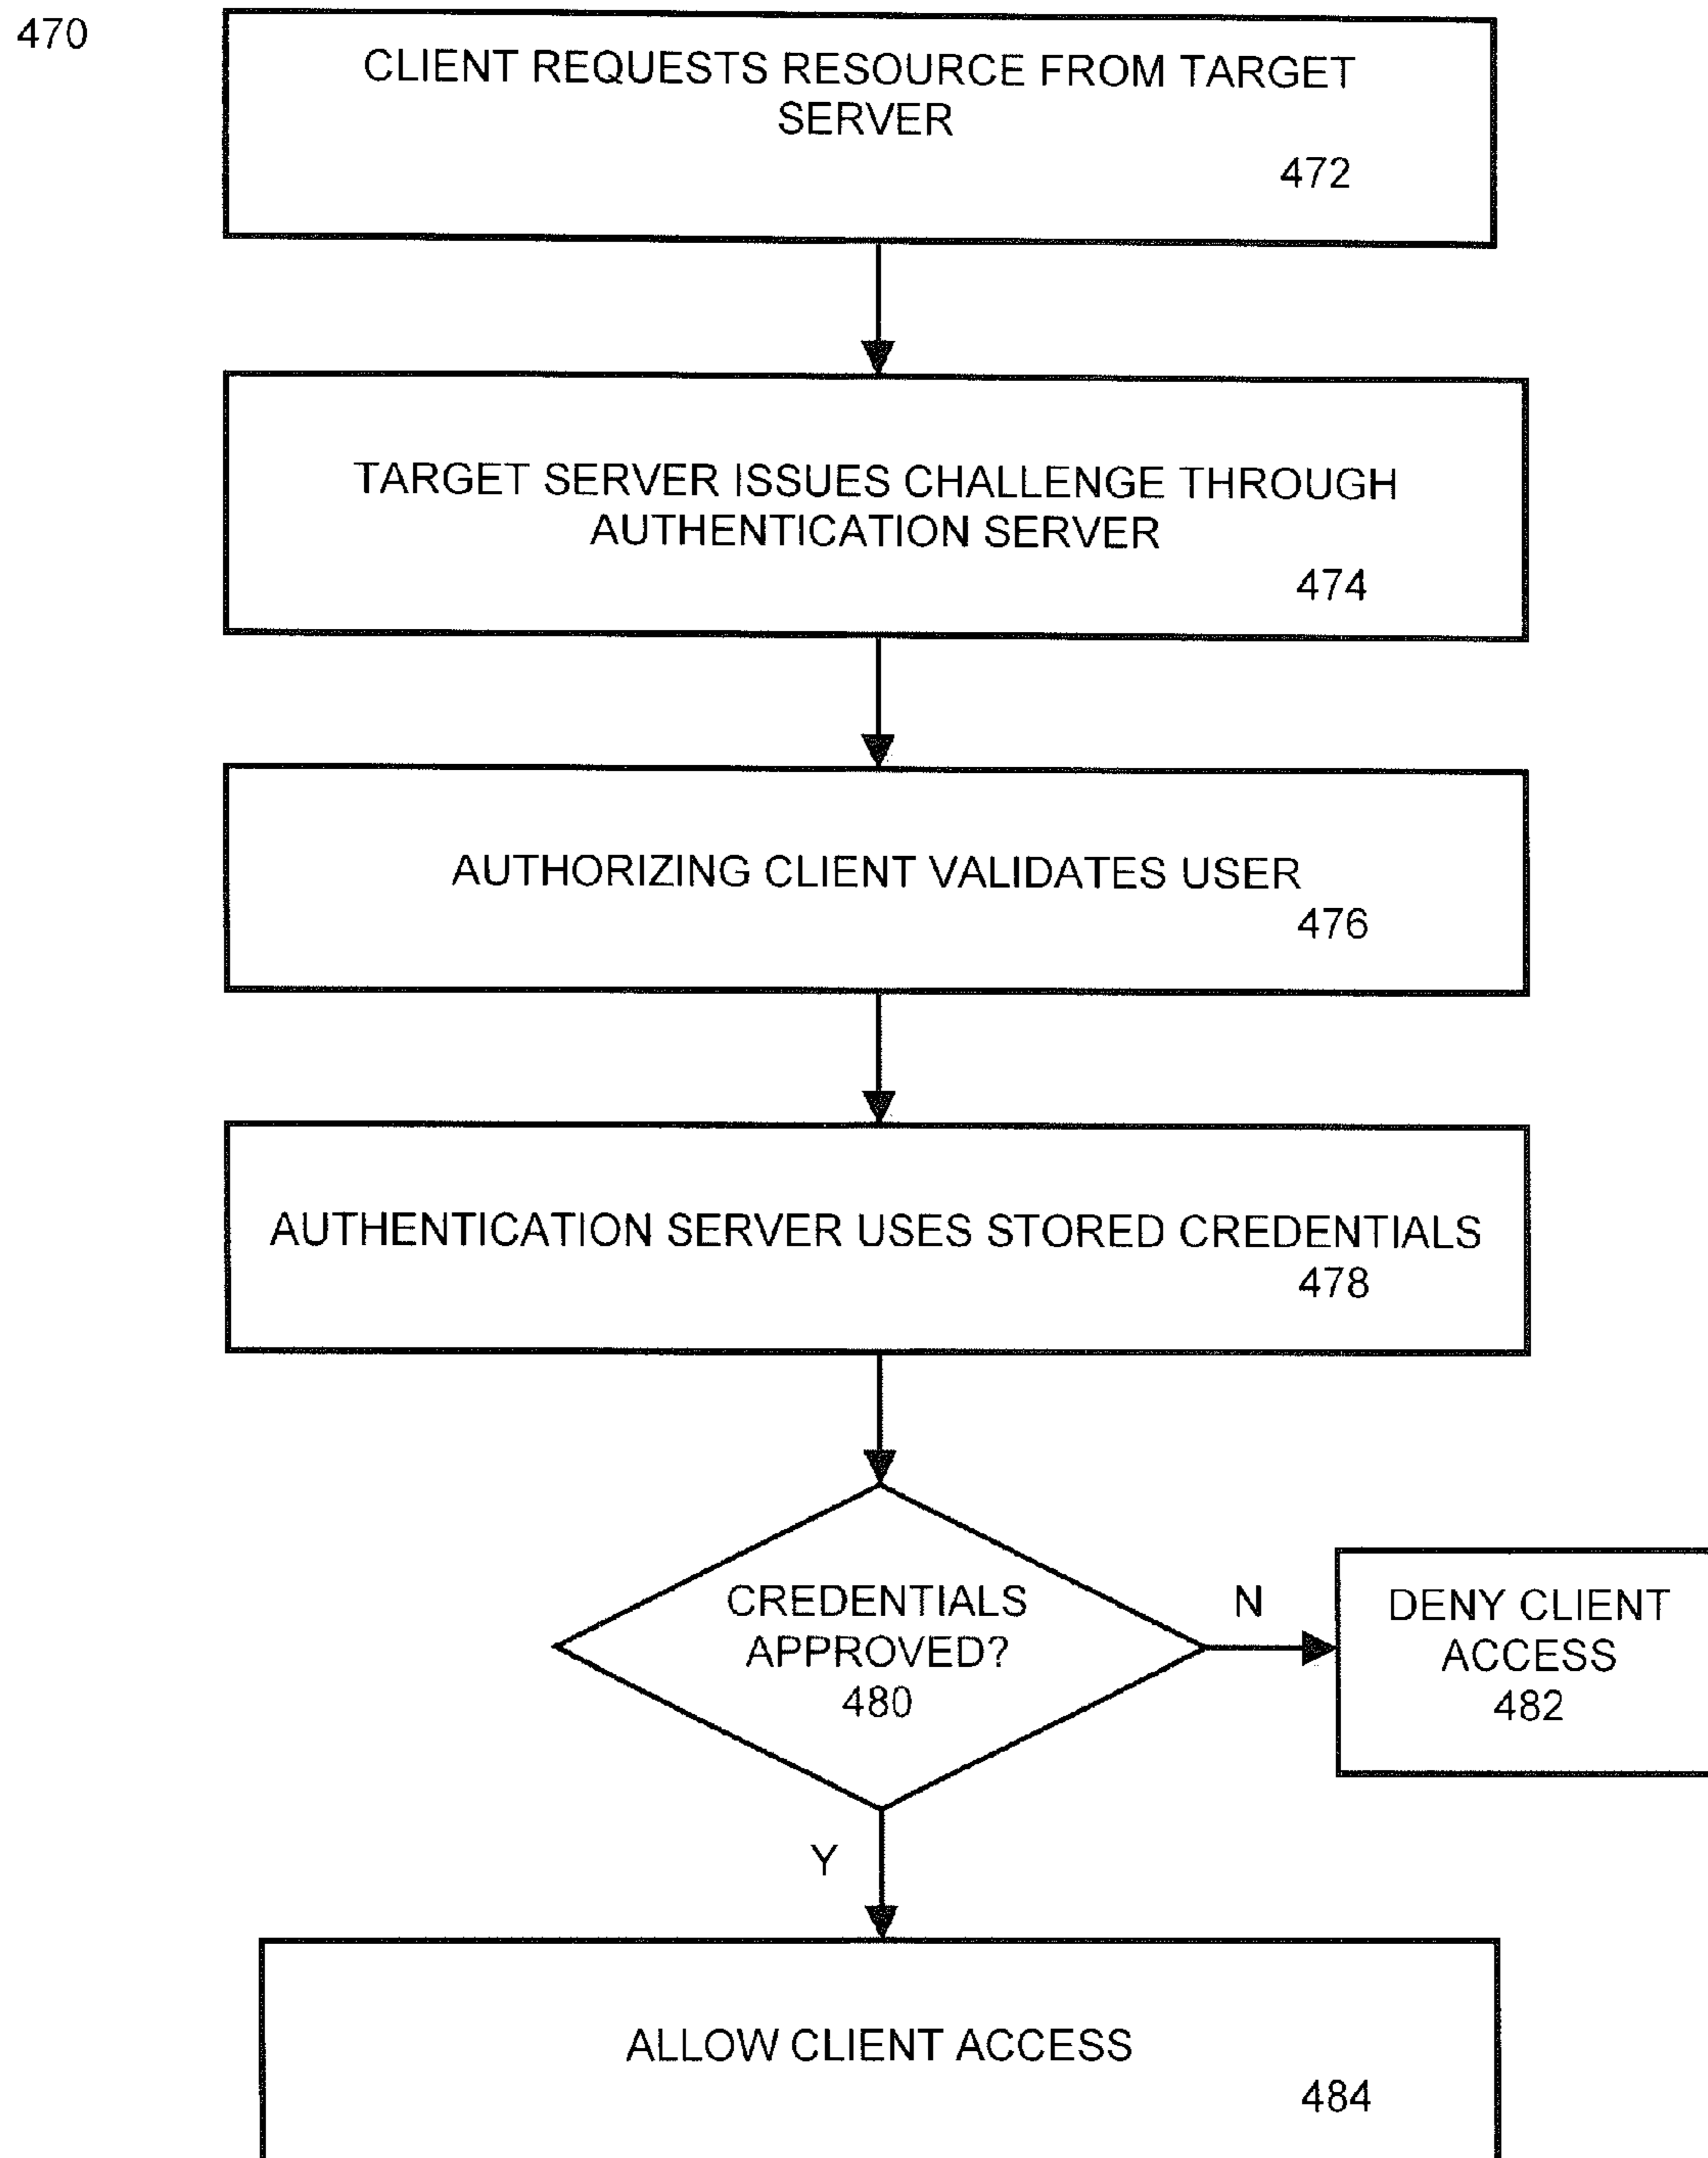 470
CLIENT REQUESTS RESOURCE FROM TARGET
SERVER
472
TARGET SERVER ISSUES CHALLENGE THROUGH
AUTHENTICATION SERVER
474
AUTHORIZING CLIENT VALIDATES USER
476
AUTHENTICATION SERVER USES STORED CREDENTIALS
478
CREDENTIALS
APPROVED?
480
N
DENY CLIENT
ACCESS
482
Y
ALLOW CLIENT ACCESS
484